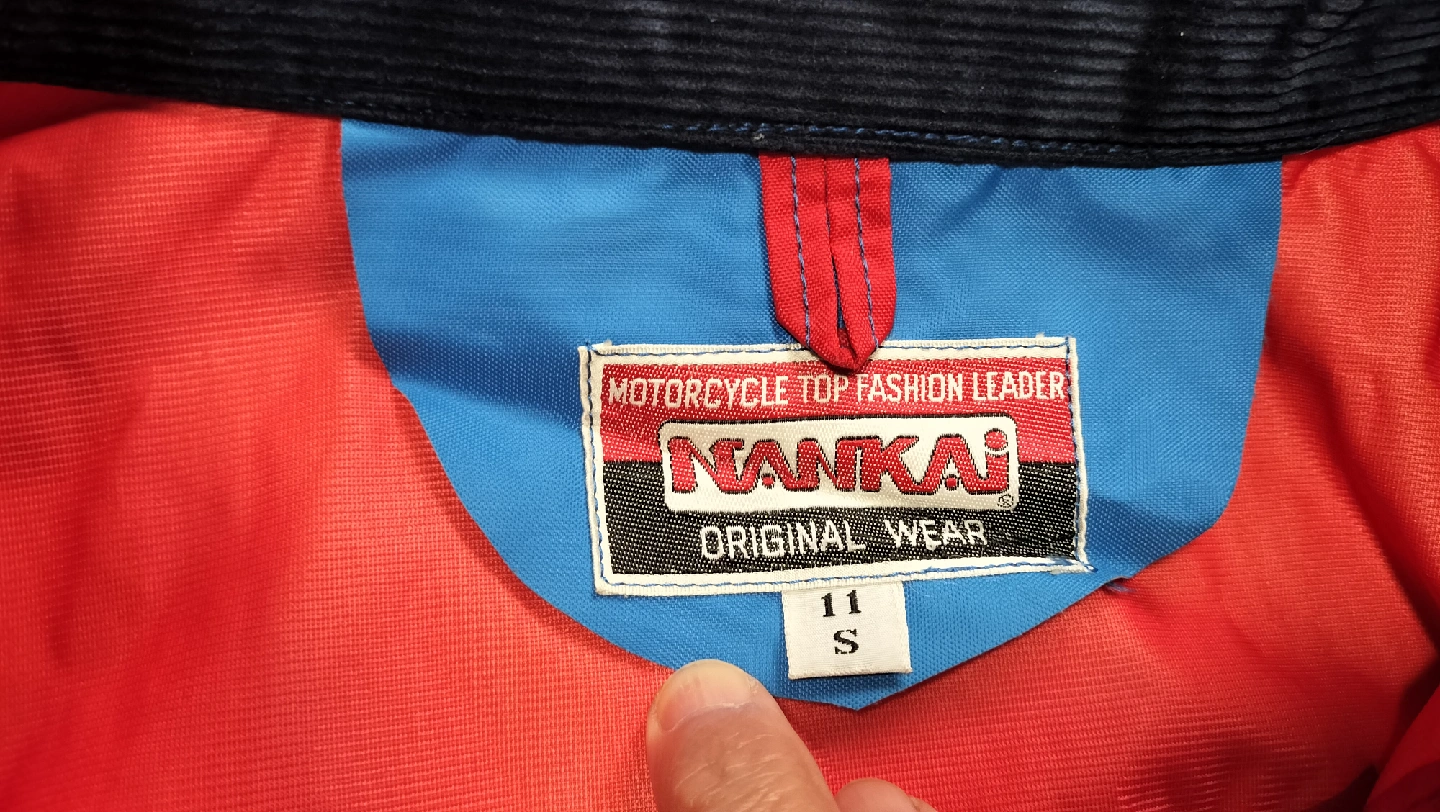 MOTORCYCLE TOP FASHION LEADER
NANKAi
®
ORIGINAL WEAR
11
S